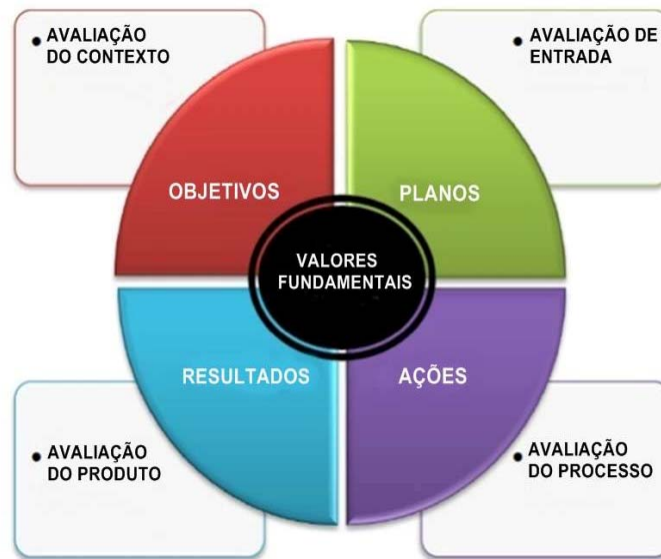 • AVALIAÇÃO
DO CONTEXTO
• AVALIAÇÃO DE
ENTRADA
OBJETIVOS
PLANOS
VALORES
FUNDAMENTAIS
RESULTADOS
AÇÕES
• AVALIAÇÃO
DO PRODUTO
• AVALIAÇÃO
DO PROCESSO